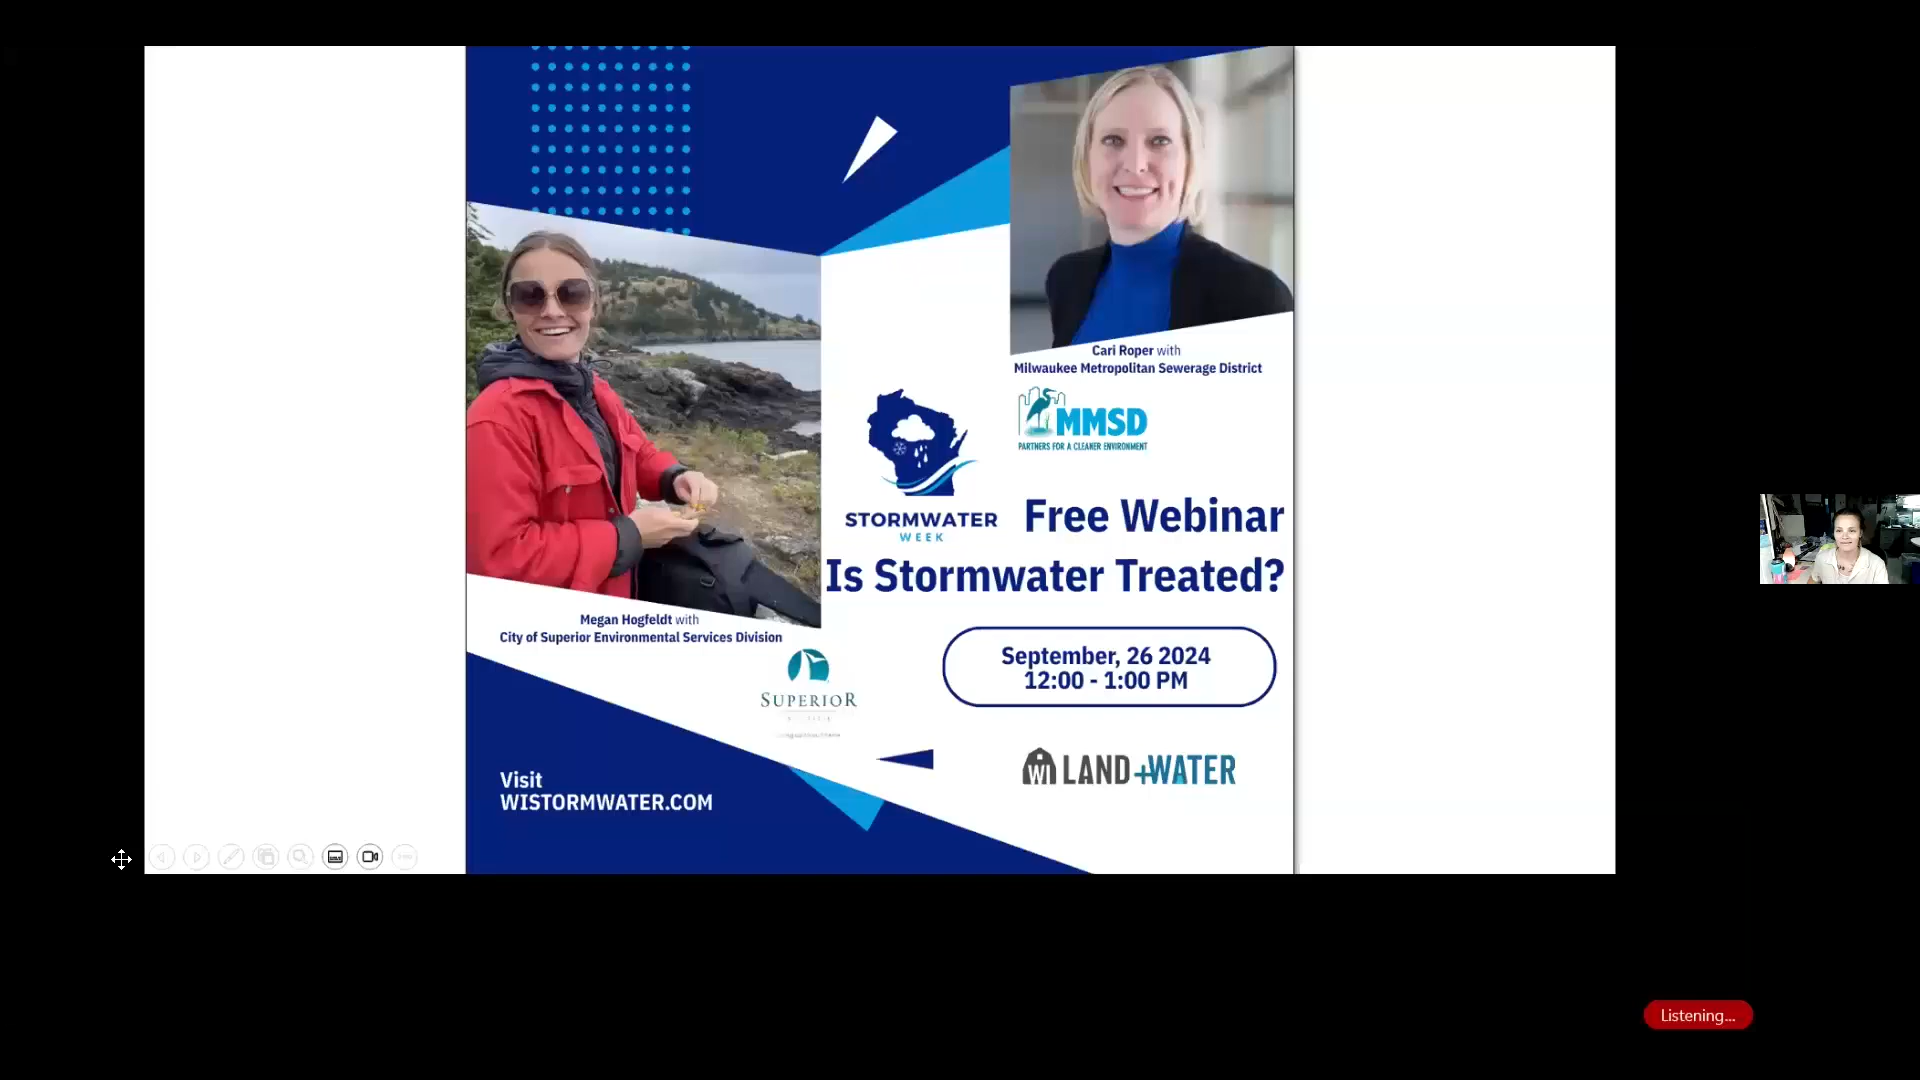 Cari Roper with
Milwaukee Metropolitan Sewerage District
MMSD
PARTNERS FOR A CLEANER ENVIRONMENT
STORMWATER
WEEK
Free Webinar
Is Stormwater Treated?
Megan Hogfeldt with
City of Superior Environmental Services Division
SUPERIOR
September, 26 2024
12:00 - 1:00 PM
WI LAND+WATER
Visit
WISTORMWATER.COM
Listening...